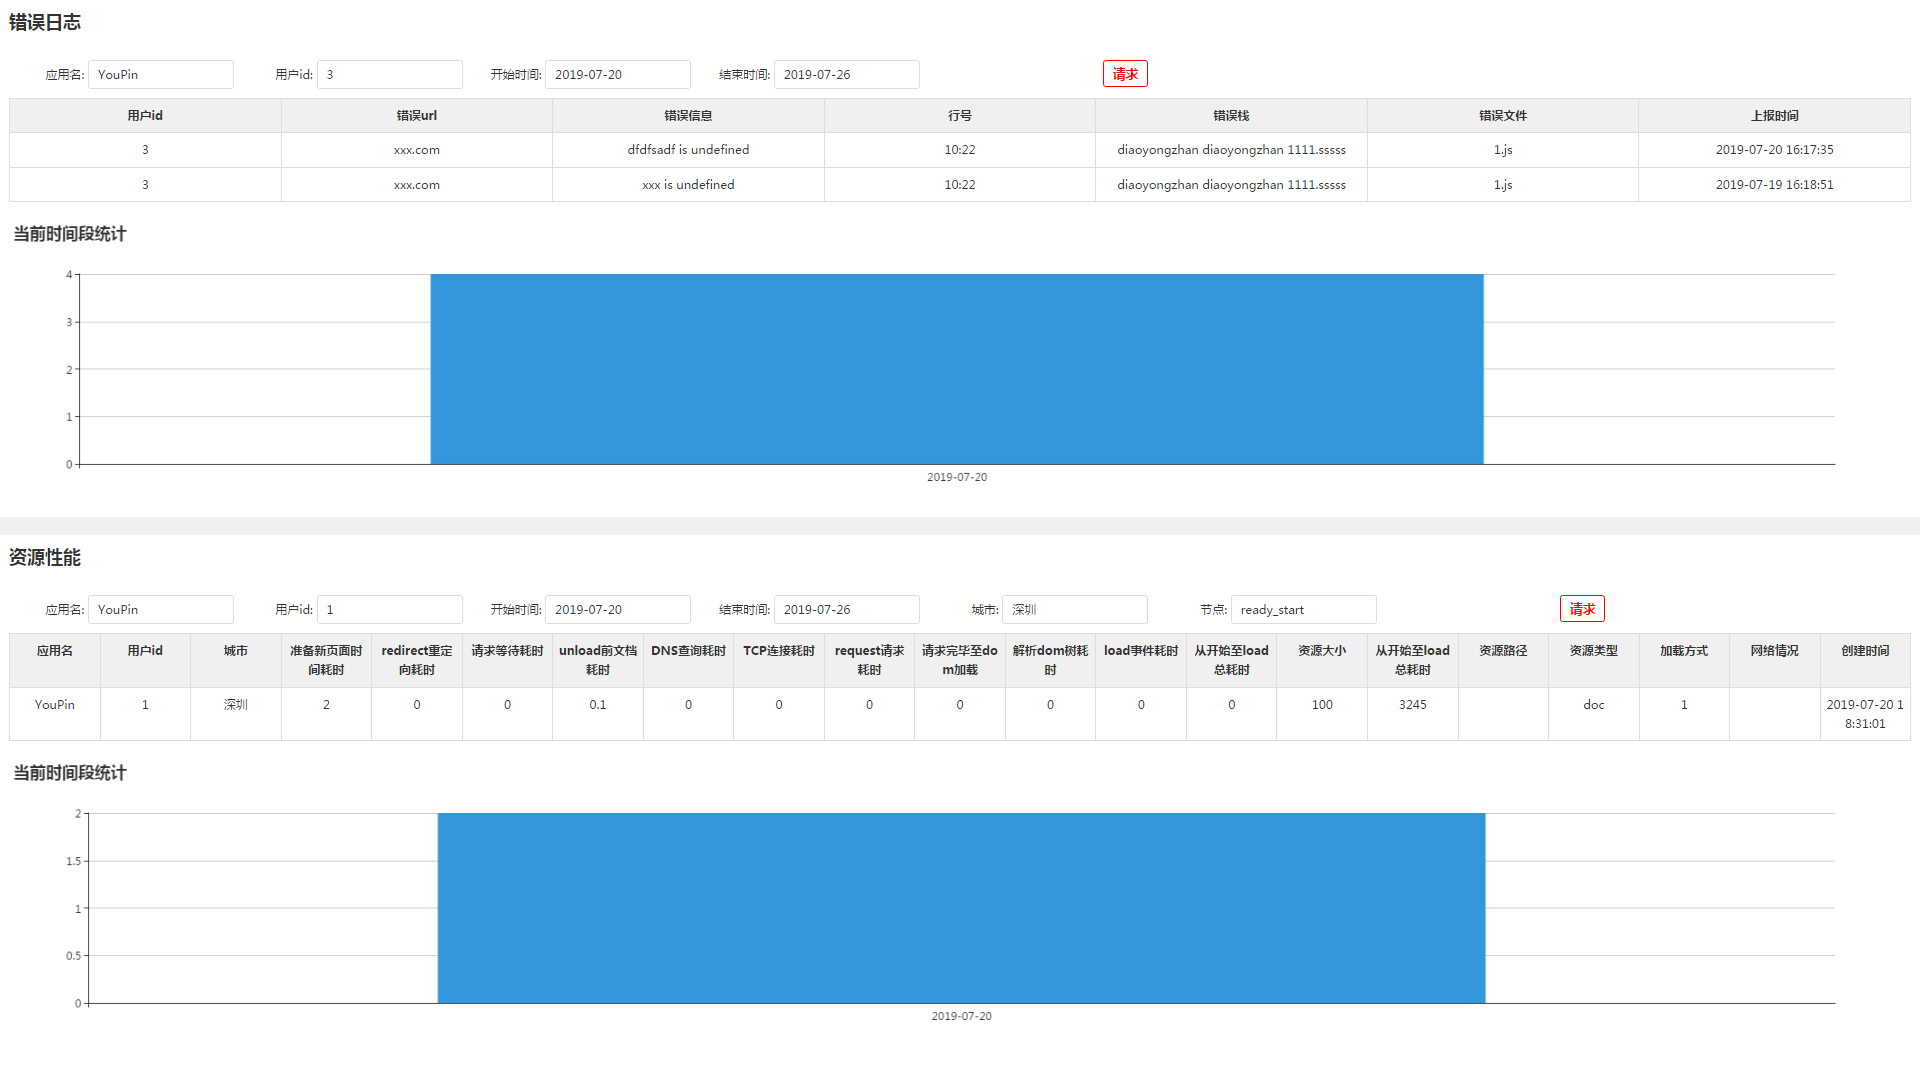 错误日志
应用名: YouPin 用户id: 3 开始时间: 2019-07-20 结束时间: 2019-07-26 请求
用户id 错误url 错误信息 行号 错误栈 错误文件 上报时间
3 xxx.com dfdfsadf is undefined 10:22 diaoyongzhan diaoyongzhan 1111.sssss 1.js 2019-07-20 16:17:35
3 xxx.com xxx is undefined 10:22 diaoyongzhan diaoyongzhan 1111.sssss 1.js 2019-07-19 16:18:51
当前时间段统计
4
3
2
1
0
2019-07-20
资源性能
应用名: YouPin 用户id: 1 开始时间: 2019-07-20 结束时间: 2019-07-26 城市: 深圳 节点: ready_start 请求
应用名 用户id 城市 准备新页面时间耗时 redirect重定向耗时 请求等待耗时 unload前文档耗时 DNS查询耗时 TCP连接耗时 request请求耗时 请求完毕至dom加载 解析dom树耗时 load事件耗时 从开始至load总耗时 资源大小 从开始至load总耗时 资源路径 资源类型 加载方式 网络情况 创建时间
YouPin 1 深圳 2 0 0 0.1 0 0 0 0 0 0 0 100 3245 doc 1 2019-07-20 18:31:01
当前时间段统计
2
1.5
1
0.5
0
2019-07-20